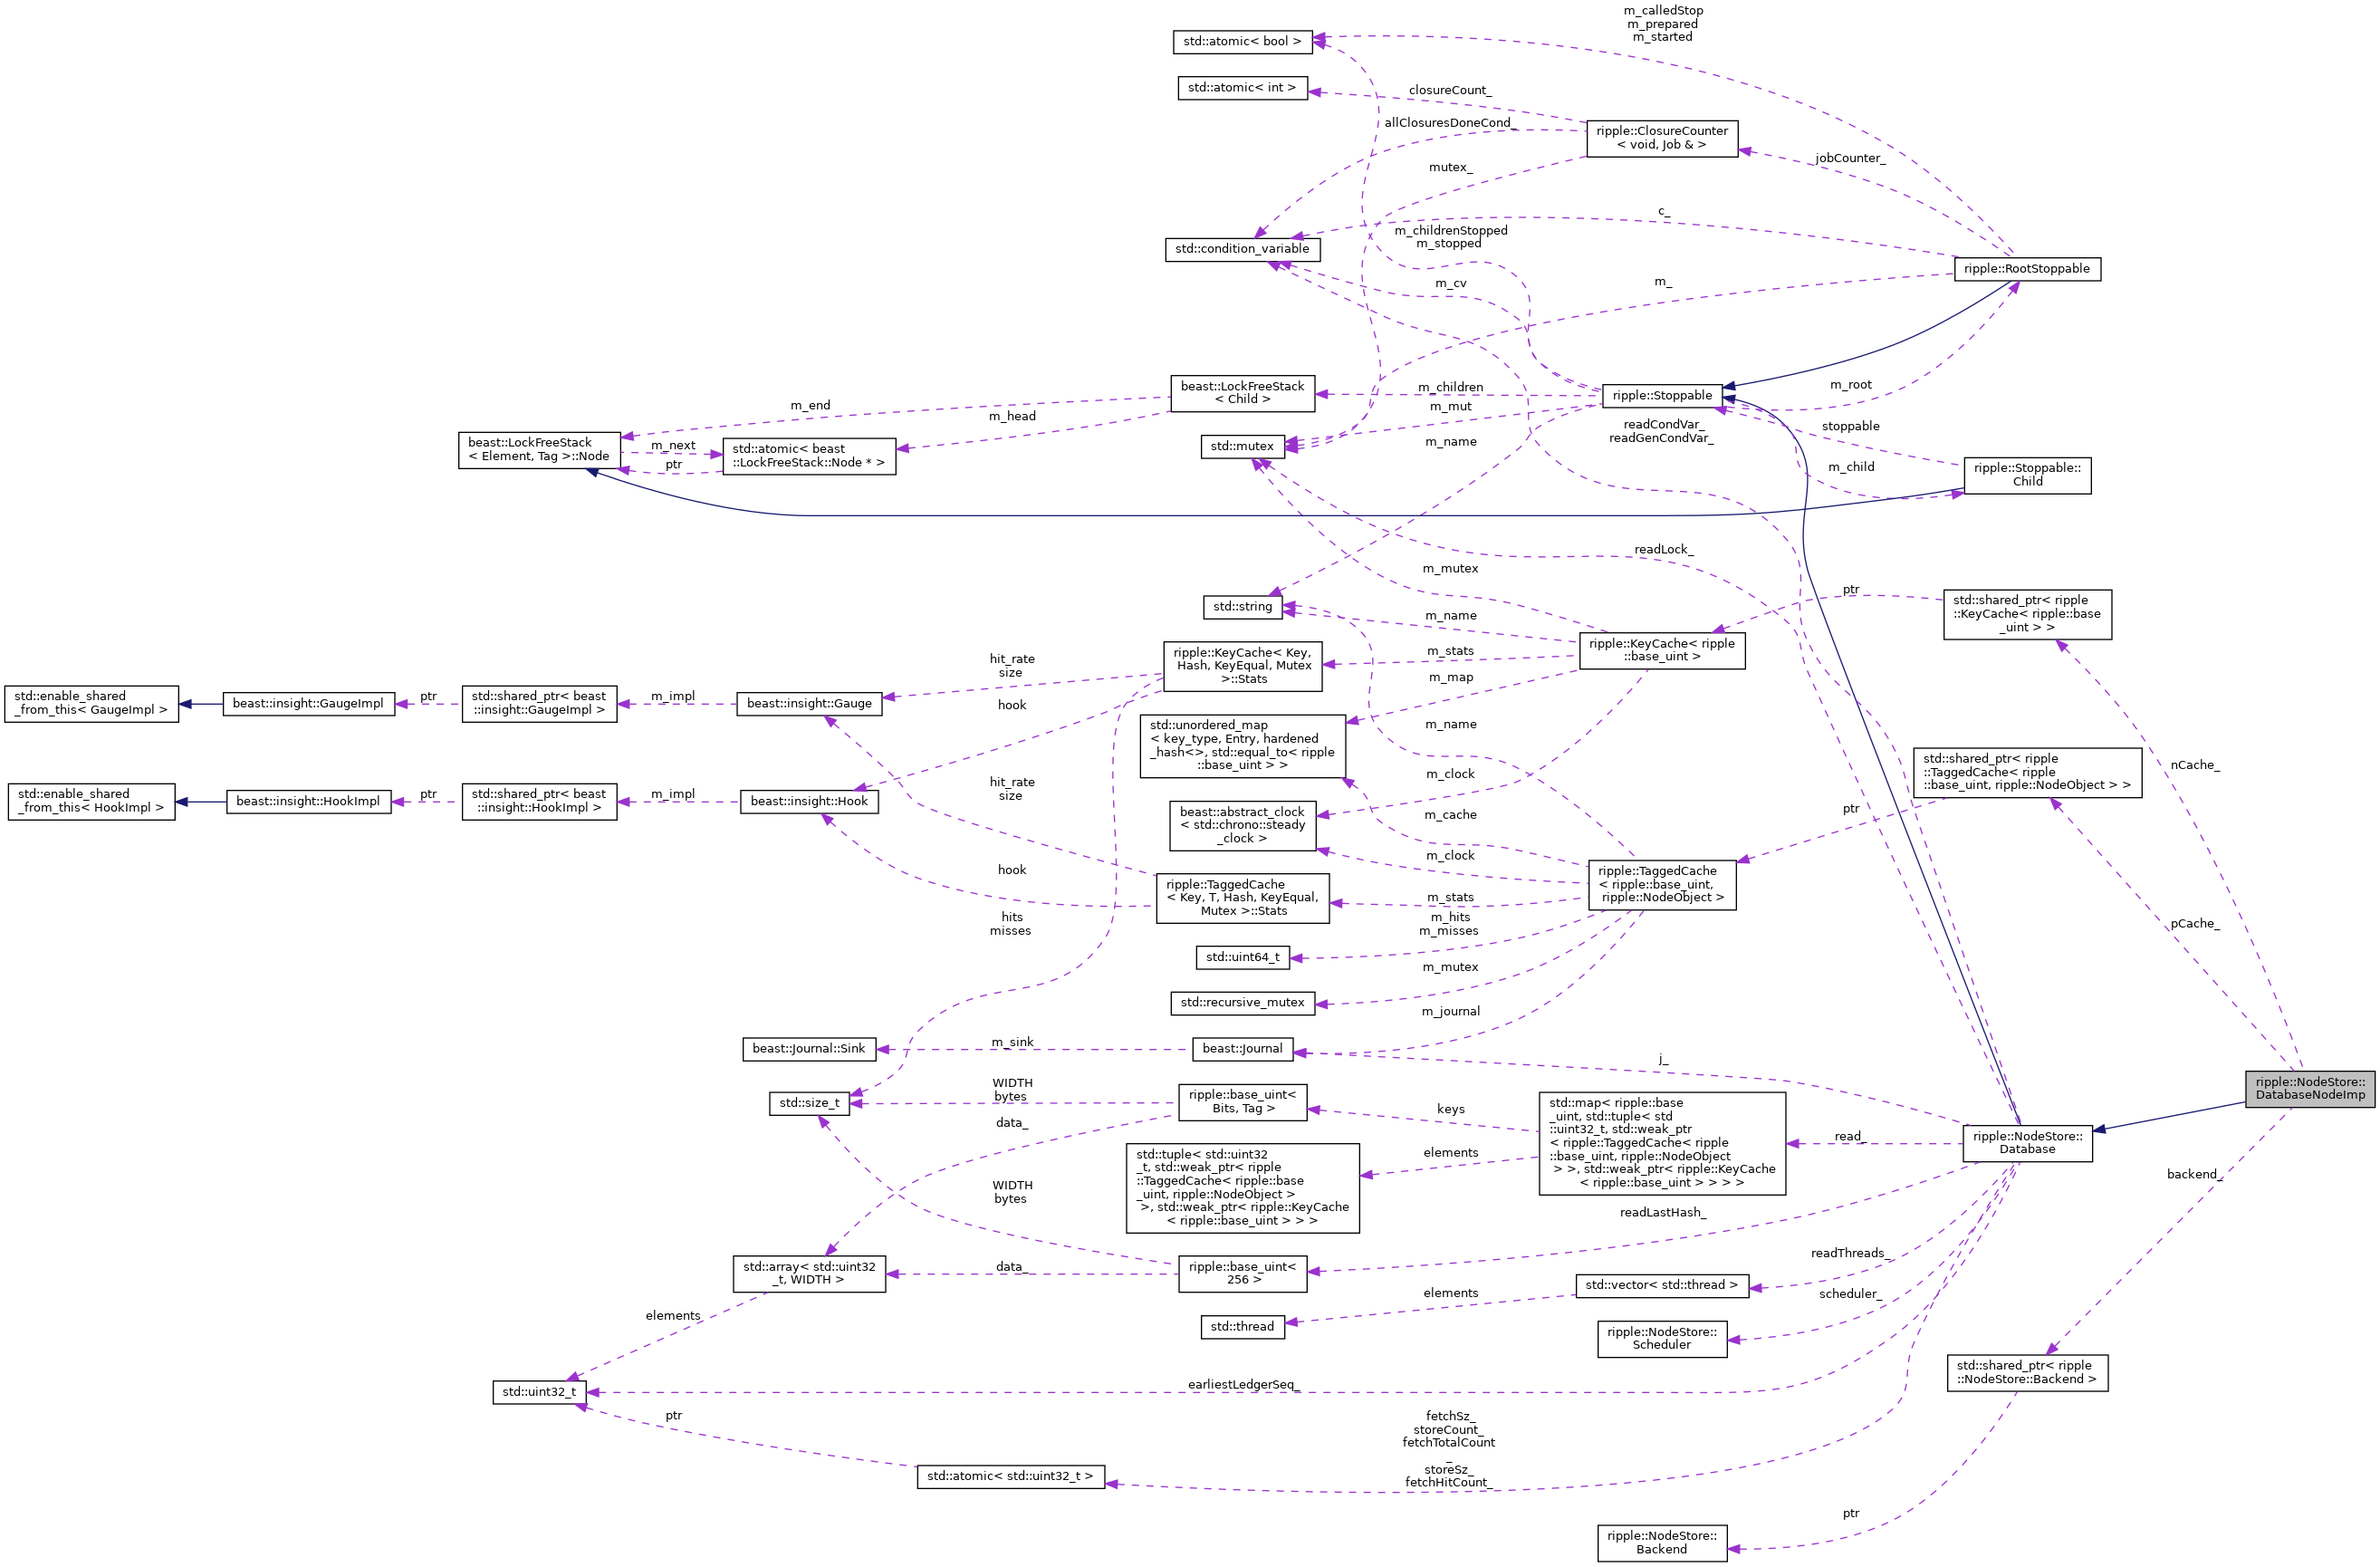 m_calledStop
m_prepared
m_started
std::atomic< bool >
std::atomic< int >
closureCount_
allClosuresDoneCond_
ripple::ClosureCounter
< void, Job & >
jobCounter_
mutex_
c_
m_childrenStopped
m_stopped
std::condition_variable
ripple::RootStoppable
m_cv
m_
beast::LockFreeStack
< Child >
m_children
ripple::Stoppable
m_root
m_end
m_head
m_mut
readCondVar_
readGenCondVar_
stoppable
beast::LockFreeStack
< Element, Tag >::Node
m_next
ptr
std::atomic< beast
::LockFreeStack::Node * >
std::mutex
m_name
m_child
ripple::Stoppable::
Child
readLock_
m_mutex
ptr
std::shared_ptr< ripple
::KeyCache< ripple::base
_uint > >
std::string
m_name
ripple::KeyCache< ripple
::base_uint >
ripple::KeyCache< Key,
Hash, KeyEqual, Mutex
>::Stats
m_stats
hit_rate
size
m_map
std::enable_shared
_from_this< GaugeImpl >
beast::insight::GaugeImpl
ptr
std::shared_ptr< beast
::insight::GaugeImpl >
m_impl
beast::insight::Gauge
hook
std::unordered_map
< key_type, Entry, hardened
_hash<>, std::equal_to< ripple
::base_uint > >
m_name
nCache_
std::shared_ptr< ripple
::TaggedCache< ripple
::base_uint, ripple::NodeObject > >
m_clock
std::enable_shared
_from_this< HookImpl >
beast::insight::HookImpl
ptr
std::shared_ptr< beast
::insight::HookImpl >
m_impl
beast::insight::Hook
hit_rate
size
beast::abstract_clock
< std::chrono::steady
_clock >
m_cache
ptr
m_clock
ripple::TaggedCache
< ripple::base_uint,
ripple::NodeObject >
hook
ripple::TaggedCache
< Key, T, Hash, KeyEqual,
Mutex >::Stats
m_stats
hits
misses
m_hits
m_misses
pCache_
std::uint64_t
m_mutex
std::recursive_mutex
m_journal
beast::Journal::Sink
m_sink
beast::Journal
j_
ripple::NodeStore::
DatabaseNodeImp
std::size_t
WIDTH
bytes
ripple::base_uint<
Bits, Tag >
keys
std::map< ripple::base
_uint, std::tuple< std
::uint32_t, std::weak_ptr
< ripple::TaggedCache< ripple
::base_uint, ripple::NodeObject
> >, std::weak_ptr< ripple::KeyCache
< ripple::base_uint > > > >
read_
ripple::NodeStore::
Database
data_
std::tuple< std::uint32
_t, std::weak_ptr< ripple
::TaggedCache< ripple::base
_uint, ripple::NodeObject >
>, std::weak_ptr< ripple::KeyCache
< ripple::base_uint > > >
elements
backend_
WIDTH
bytes
readLastHash_
std::array< std::uint32
_t, WIDTH >
data_
ripple::base_uint<
256 >
readThreads_
elements
std::vector< std::thread >
scheduler_
elements
std::thread
ripple::NodeStore::
Scheduler
std::shared_ptr< ripple
::NodeStore::Backend >
std::uint32_t
earliestLedgerSeq_
ptr
fetchSz_
storeCount_
fetchTotalCount
_
storeSz_
fetchHitCount_
std::atomic< std::uint32_t >
ptr
ripple::NodeStore::
Backend